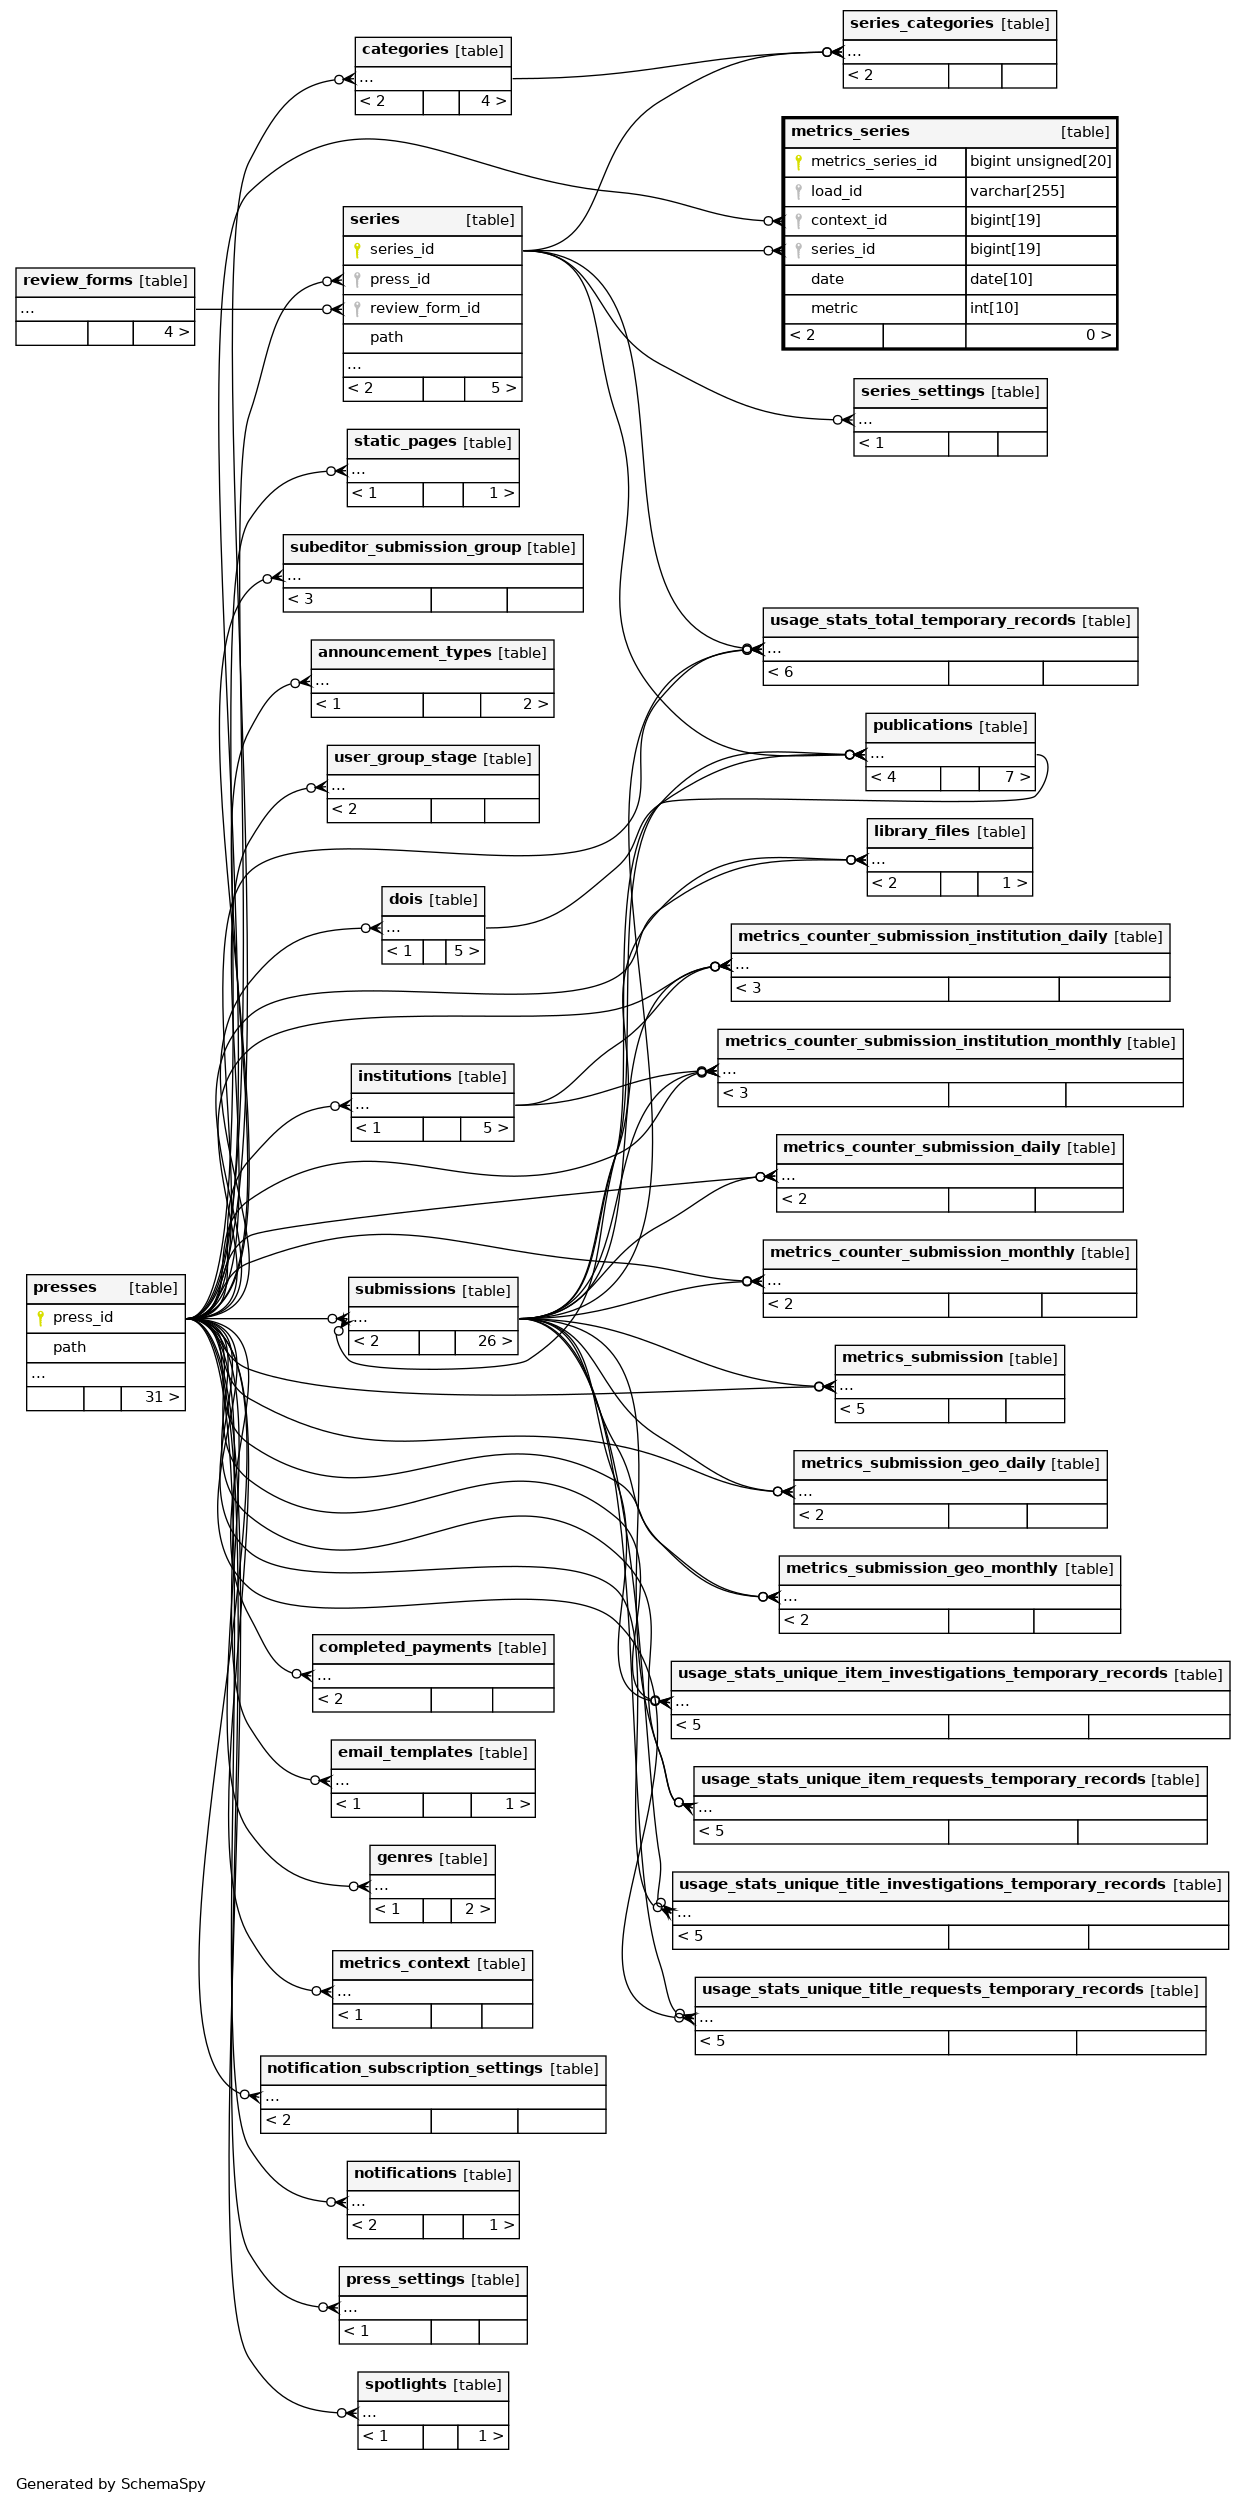 series_categories [table]
...
< 2
categories [table]
...
< 2 4 >
metrics_series [table]
metrics_series_id bigint unsigned[20]
load_id varchar[255]
context_id bigint[19]
series_id bigint[19]
date date[10]
metric int[10]
< 2 0 >
series [table]
series_id
press_id
review_form_id
path
...
< 2 5 >
review_forms [table]
...
4 >
series_settings [table]
...
< 1
static_pages [table]
...
< 1 1 >
subeditor_submission_group [table]
...
< 3
usage_stats_total_temporary_records [table]
...
< 6
announcement_types [table]
...
< 1 2 >
publications [table]
...
< 4 7 >
user_group_stage [table]
...
< 2
library_files [table]
...
< 2 1 >
dois [table]
...
< 1 5 >
metrics_counter_submission_institution_daily [table]
...
< 3
metrics_counter_submission_institution_monthly [table]
...
< 3
institutions [table]
...
< 1 5 >
metrics_counter_submission_daily [table]
...
< 2
metrics_counter_submission_monthly [table]
...
< 2
presses [table]
press_id
path
...
31 >
submissions [table]
...
< 2 26 >
metrics_submission [table]
...
< 5
metrics_submission_geo_daily [table]
...
< 2
metrics_submission_geo_monthly [table]
...
< 2
completed_payments [table]
...
< 2
usage_stats_unique_item_investigations_temporary_records [table]
...
< 5
email_templates [table]
...
< 1 1 >
usage_stats_unique_item_requests_temporary_records [table]
...
< 5
genres [table]
...
< 1 2 >
usage_stats_unique_title_investigations_temporary_records [table]
...
< 5
metrics_context [table]
...
< 1
usage_stats_unique_title_requests_temporary_records [table]
...
< 5
notification_subscription_settings [table]
...
< 2
notifications [table]
...
< 2 1 >
press_settings [table]
...
< 1
spotlights [table]
...
< 1 1 >
Generated by SchemaSpy